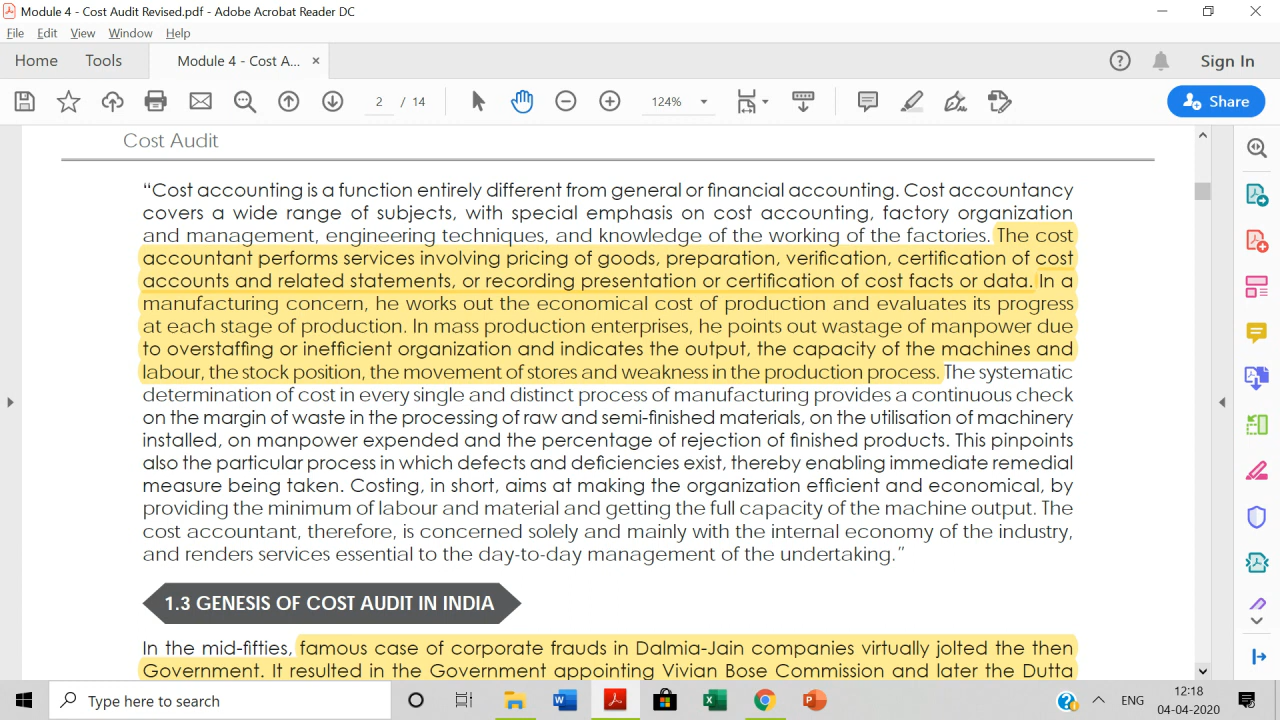 Module 4 - Cost Audit Revised.pdf - Adobe Acrobat Reader DC
File Edit View Window Help
Home Tools Module 4 - Cost A... × Sign In
2 / 14 124% Share
Cost Audit
“Cost accounting is a function entirely different from general or financial accounting. Cost accountancy
covers a wide range of subjects, with special emphasis on cost accounting, factory organization
and management, engineering techniques, and knowledge of the working of the factories. The cost
accountant performs services involving pricing of goods, preparation, verification, certification of cost
accounts and related statements, or recording presentation or certification of cost facts or data. In a
manufacturing concern, he works out the economical cost of production and evaluates its progress
at each stage of production. In mass production enterprises, he points out wastage of manpower due
to overstaffing or inefficient organization and indicates the output, the capacity of the machines and
labour, the stock position, the movement of stores and weakness in the production process. The systematic
determination of cost in every single and distinct process of manufacturing provides a continuous check
on the margin of waste in the processing of raw and semi-finished materials, on the utilisation of machinery
installed, on manpower expended and the percentage of rejection of finished products. This pinpoints
also the particular process in which defects and deficiencies exist, thereby enabling immediate remedial
measure being taken. Costing, in short, aims at making the organization efficient and economical, by
providing the minimum of labour and material and getting the full capacity of the machine output. The
cost accountant, therefore, is concerned solely and mainly with the internal economy of the industry,
and renders services essential to the day-to-day management of the undertaking.”
1.3 GENESIS OF COST AUDIT IN INDIA
In the mid-fifties, famous case of corporate frauds in Dalmia-Jain companies virtually jolted the then
Government. It resulted in the Government appointing Vivian Bose Commission and later the Dutta
Type here to search
ENG
12:18
04-04-2020